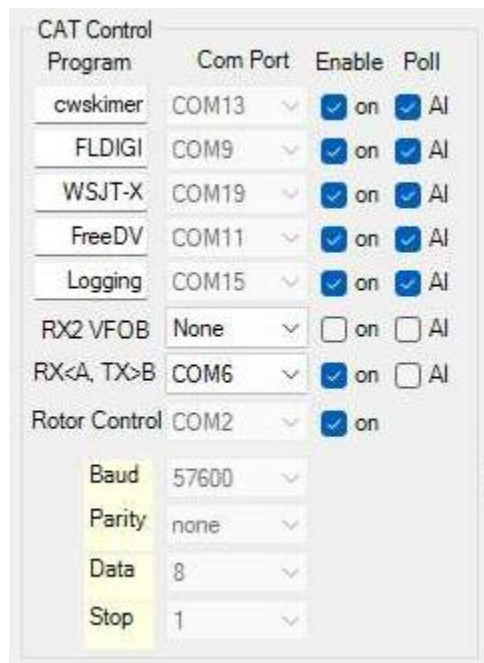 CAT Control
Program Com Port Enable Poll
cwskimer COM13 on AI
FLDIGI COM9 on AI
WSJT-X COM19 on AI
FreeDV COM11 on AI
Logging COM15 on AI
RX2 VFOB None on AI
RX<A, TX>B COM6 on AI
Rotor Control COM2 on
Baud 57600
Parity none
Data 8
Stop 1